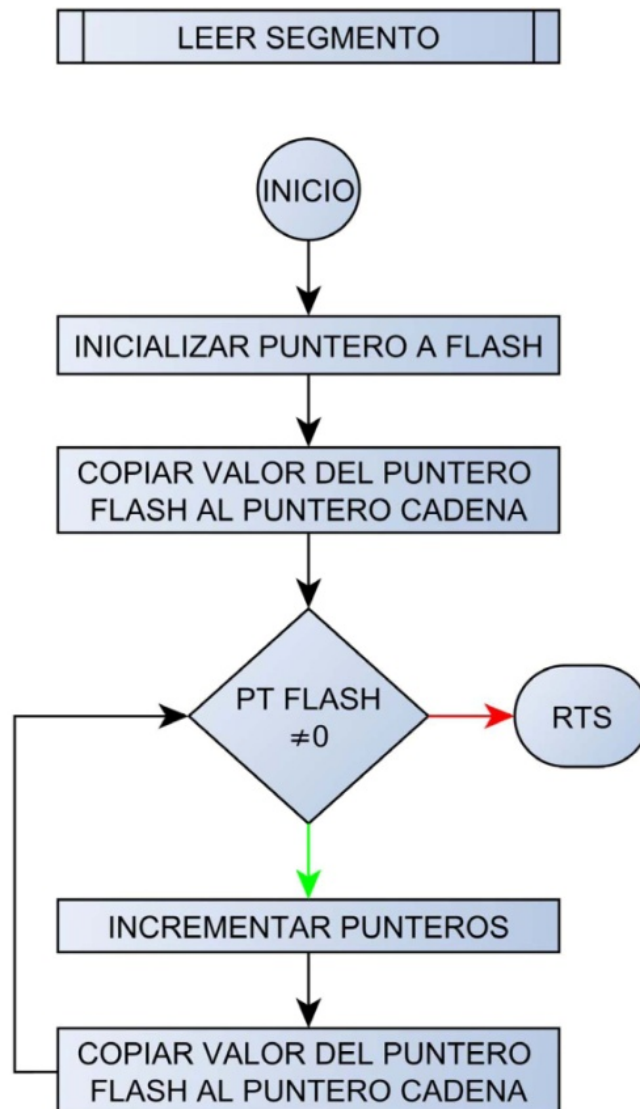 LEER SEGMENTO
INICIO
INICIALIZAR PUNTERO A FLASH
COPIAR VALOR DEL PUNTERO
FLASH AL PUNTERO CADENA
PT FLASH
≠0
RTS
INCREMENTAR PUNTEROS
COPIAR VALOR DEL PUNTERO
FLASH AL PUNTERO CADENA